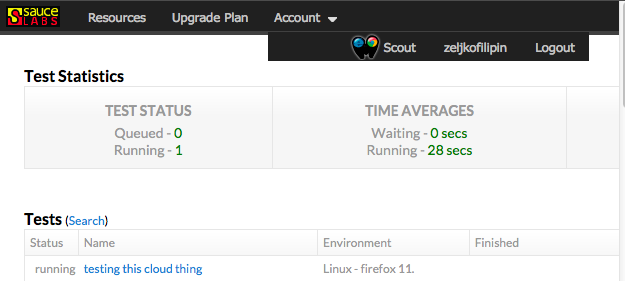 sauce LABS Resources Upgrade Plan Account
Scout zeljkofilipin Logout
Test Statistics
TEST STATUS TIME AVERAGES
Queued - 0 Waiting - 0 secs
Running - 1 Running - 28 secs
Tests (Search)
Status Name Environment Finished
running testing this cloud thing Linux - firefox 11.